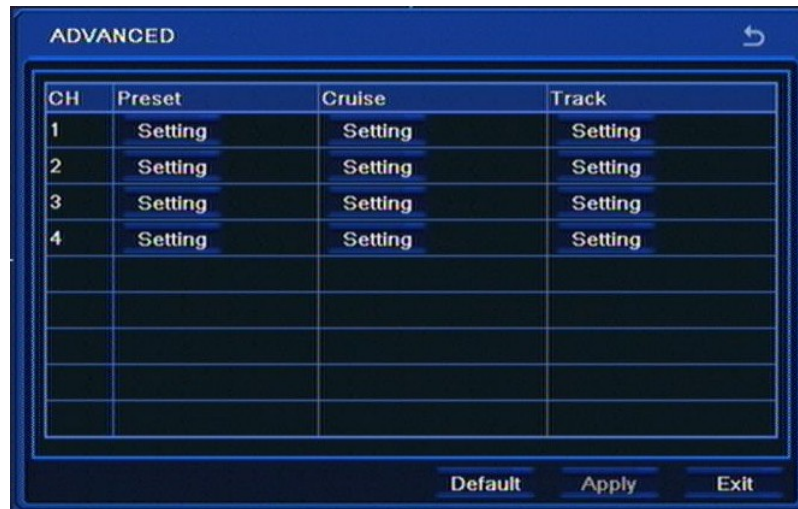 ADVANCED
CH Preset Cruise Track
1 Setting Setting Setting
2 Setting Setting Setting
3 Setting Setting Setting
4 Setting Setting Setting
Default Apply Exit